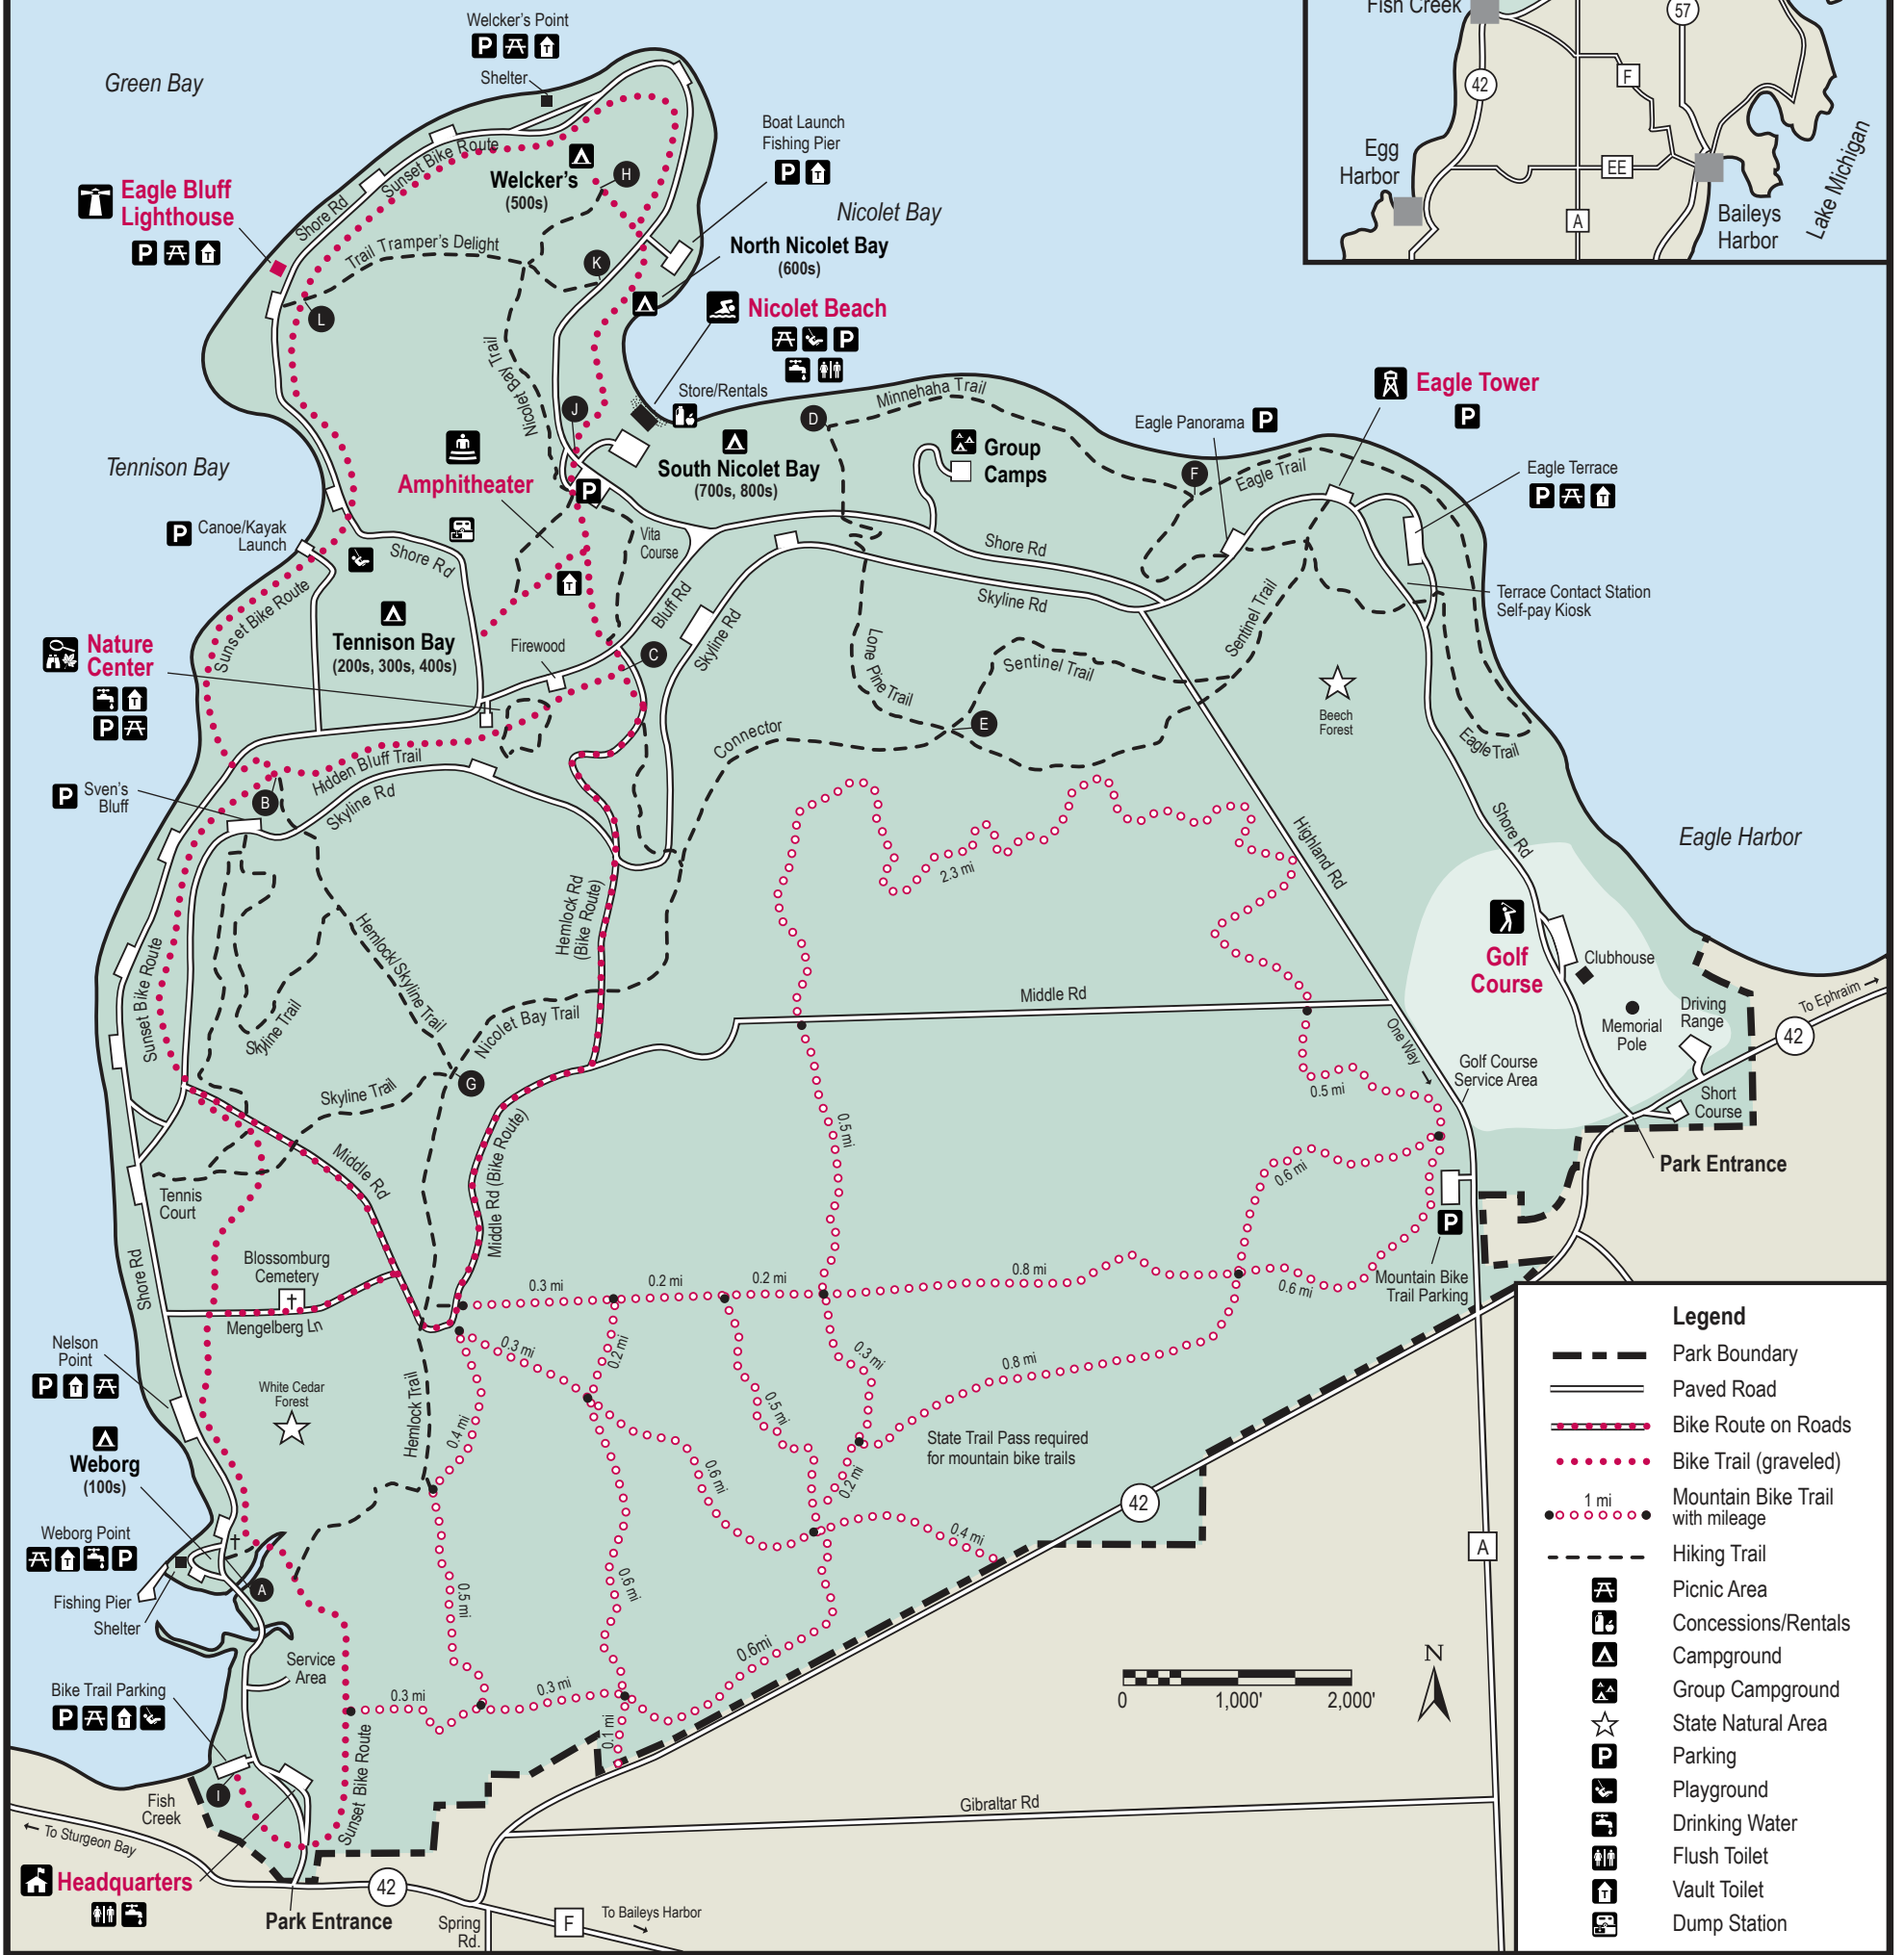 Welcker's Point
P
T
Shelter
Green Bay
Fish Creek
57
42
F
Egg
Harbor
EE
A
Baileys
Harbor
Lake Michigan
Boat Launch
Fishing Pier
P
T
Sunset Bike Route
Welcker's
(500s)
H
Eagle Bluff
Lighthouse
P
T
Shore Rd
Nicolet Bay
North Nicolet Bay
(600s)
Trail Tramper's Delight
K
L
Nicolet Beach
P
Nicolet Bay Trail
Store/Rentals
J
D
Minnehaha Trail
Eagle Tower
P
Eagle Panorama
P
Tennison Bay
Amphitheater
South Nicolet Bay
(700s, 800s)
Group
Camps
F
Eagle Trail
Eagle Terrace
P
T
P
P
Canoe/Kayak
Launch
Vita
Course
Shore Rd
Shore Rd
T
Sunset Bike Route
Bluff Rd
Skyline Rd
Skyline Rd
Terrace Contact Station
Self-pay Kiosk
Nature
Center
T
P
Tennison Bay
(200s, 300s, 400s)
Firewood
C
Lone Pine Trail
Sentinel Trail
Sentinel Trail
Beech
Forest
E
Connector
Eagle Trail
Hidden Bluff Trail
P
Sven's
Bluff
B
Skyline Rd
Shore Rd
Highland Rd
Eagle Harbor
2.3 mi
Hemlock Rd
(Bike Route)
Hemlock/Skyline Trail
Golf
Course
Clubhouse
To Ephraim
Sunset Bike Route
Skyline Trail
Nicolet Bay Trail
Middle Rd
Memorial
Pole
Driving
Range
42
One Way
Golf Course
Service Area
G
Skyline Trail
0.5 mi
Short
Course
0.5 mi
Middle Rd (Bike Route)
Middle Rd
Tennis
Court
0.6 mi
Park Entrance
P
Blossomburg
Cemetery
Shore Rd
0.3 mi
0.2 mi
0.2 mi
0.8 mi
0.6 mi
Mountain Bike
Trail Parking
Mengelberg Ln
Nelson
Point
P
T
0.3 mi
0.2 mi
0.3 mi
0.8 mi
White Cedar
Forest
Hemlock Trail
0.4 mi
0.5 mi
State Trail Pass required
for mountain bike trails
Weborg
(100s)
0.6 mi
0.2 mi
42
0.4 mi
A
Weborg Point
T
P
A
Fishing Pier
Shelter
0.5 mi
0.6 mi
0.6mi
Service
Area
0.3 mi
0.3 mi
Bike Trail Parking
P
T
0.1 mi
N
0
1,000'
2,000'
Sunset Bike Route
I
Fish
Creek
To Sturgeon Bay
Gibraltar Rd
Headquarters
42
Park Entrance
Spring
Rd.
F
To Baileys Harbor
Legend
Park Boundary
Paved Road
Bike Route on Roads
Bike Trail (graveled)
1 mi
Mountain Bike Trail
with mileage
Hiking Trail
Picnic Area
Concessions/Rentals
Campground
Group Campground
State Natural Area
P
Parking
Playground
Drinking Water
Flush Toilet
T
Vault Toilet
Dump Station